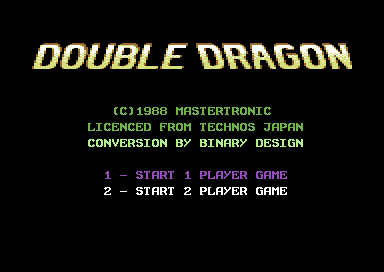 DOUBLE DRAGON
(C)1988 MASTERTRONIC
LICENCED FROM TECHNOS JAPAN
CONVERSION BY BINARY DESIGN
1 - START 1 PLAYER GAME
2 - START 2 PLAYER GAME